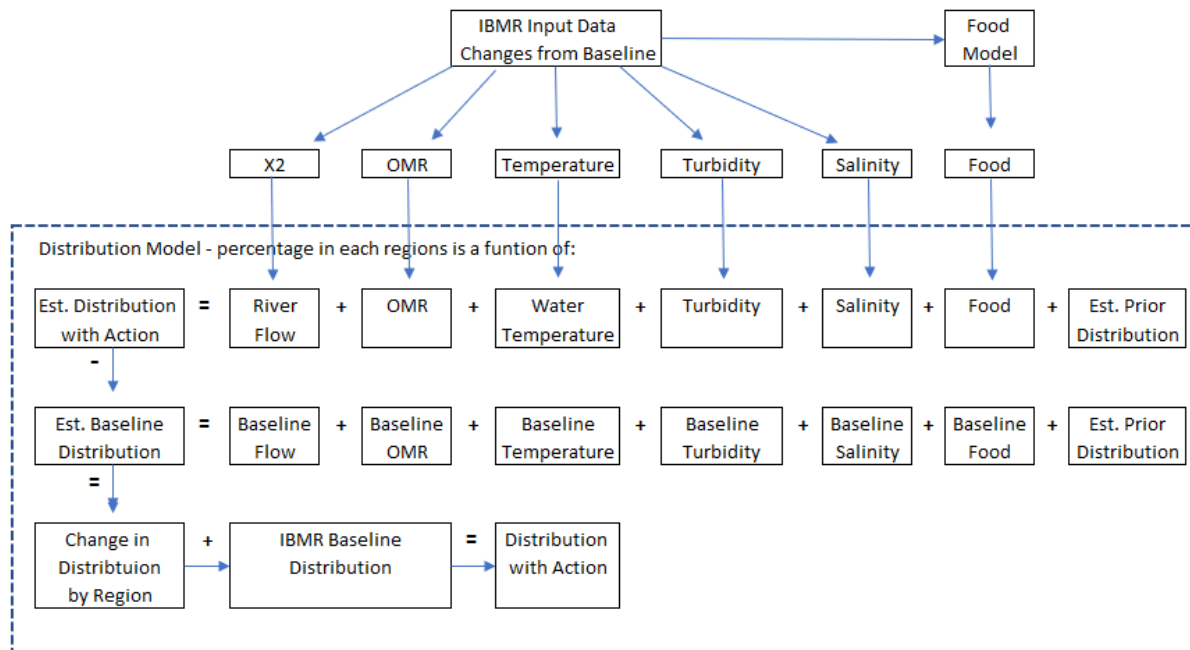 IBMR Input Data
Changes from Baseline
Food
Model
X2
OMR
Temperature
Turbidity
Salinity
Food
Distribution Model - percentage in each regions is a funtion of:
Est. Distribution
with Action
=
River
Flow
+
OMR
+
Water
Temperature
+
Turbidity
+
Salinity
+
Food
+
Est. Prior
Distribution
-
Est. Baseline
Distribution
=
Baseline
Flow
+
Baseline
OMR
+
Baseline
Temperature
+
Baseline
Turbidity
+
Baseline
Salinity
+
Baseline
Food
+
Est. Prior
Distribution
=
Change in
Distribtuion
by Region
+
IBMR Baseline
Distribution
=
Distribution
with Action